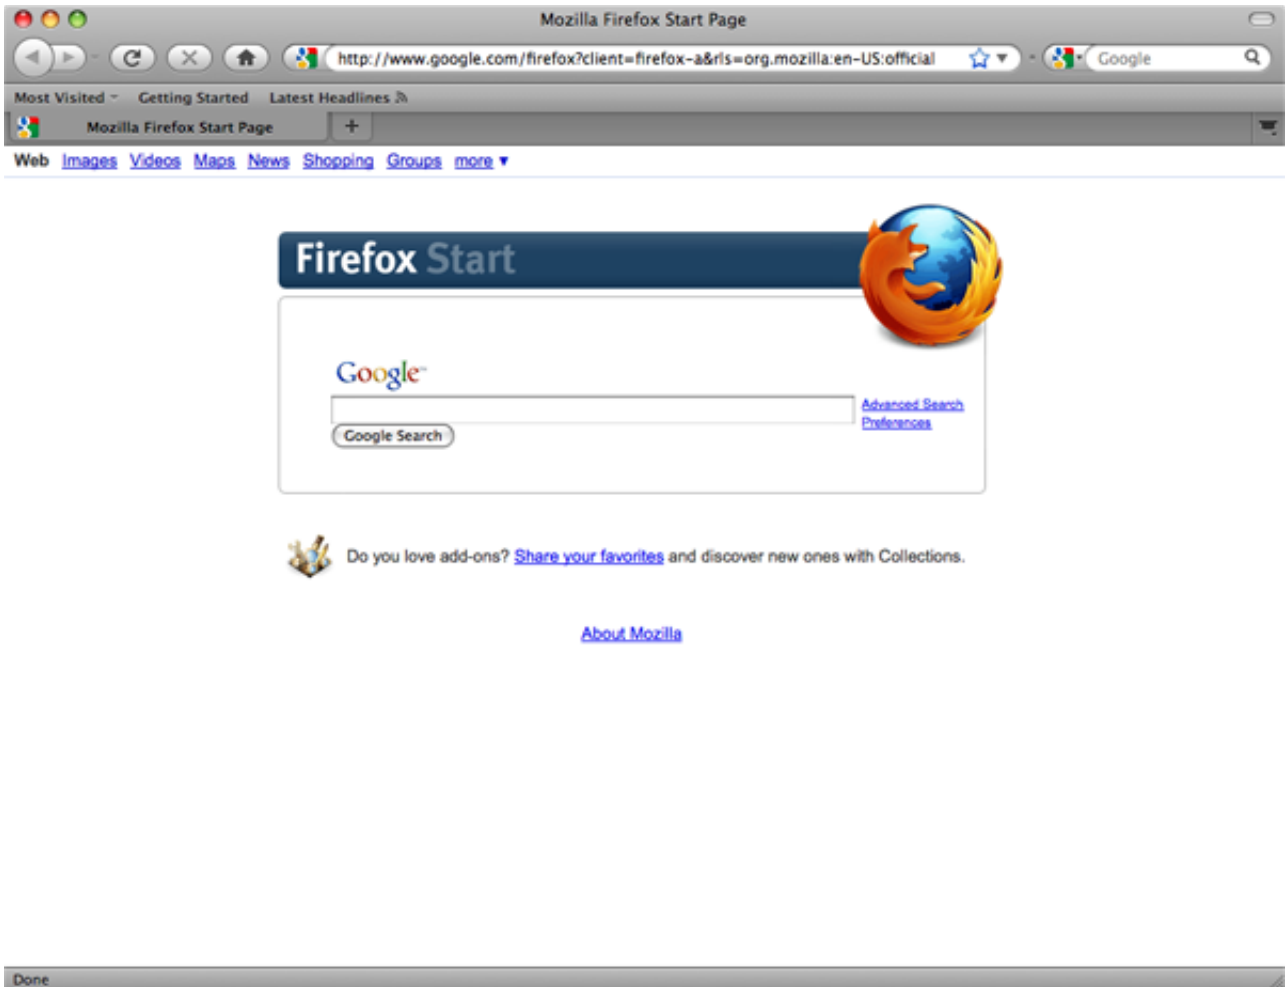 Mozilla Firefox Start Page
http://www.google.com/firefox?client=firefox-a&rls=org.mozilla:en-US:official
Google
Most Visited Getting Started Latest Headlines
Mozilla Firefox Start Page +
Web Images Videos Maps News Shopping Groups more ▼
Firefox Start
Google™
Advanced Search
Preferences
Google Search
Do you love add-ons? Share your favorites and discover new ones with Collections.
About Mozilla
Done